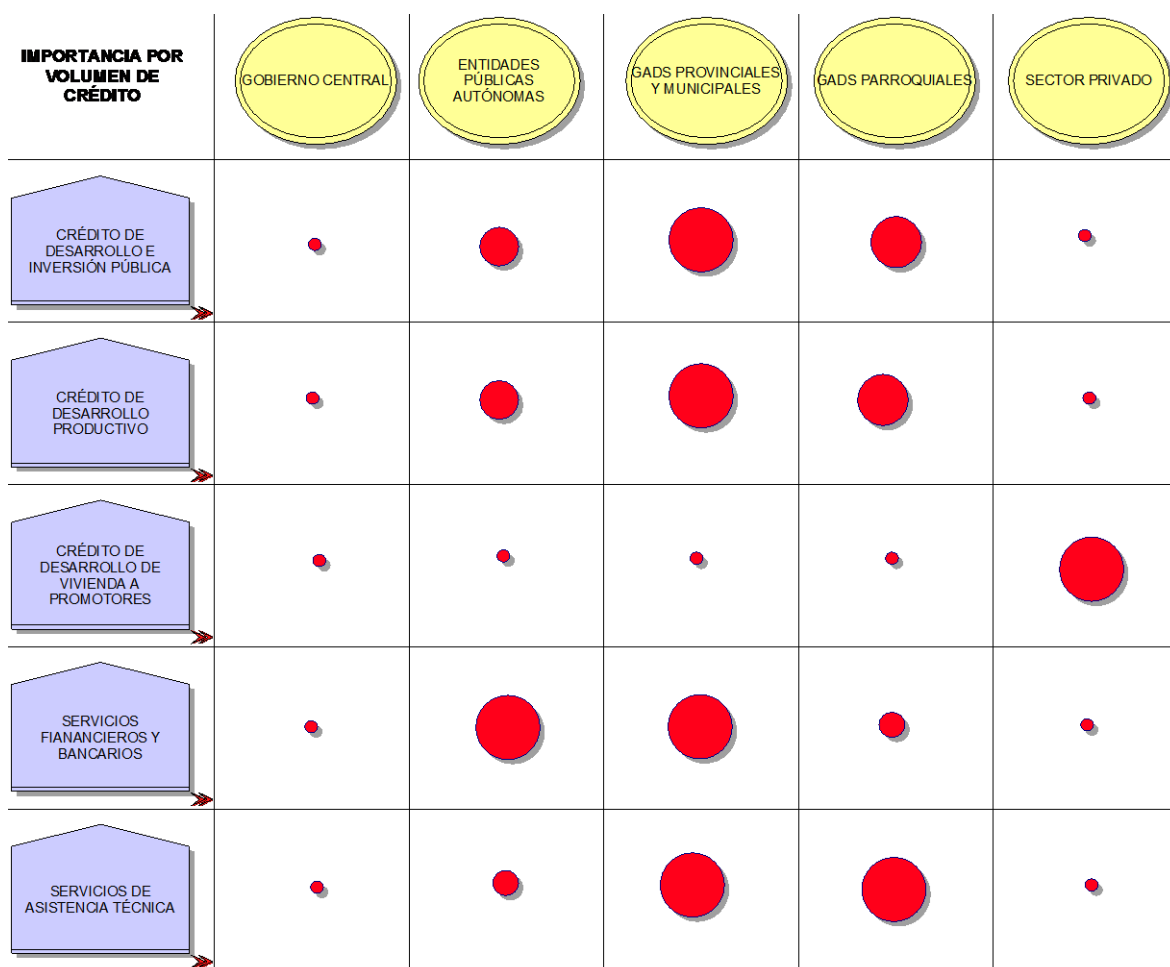 IMPORTANCIA POR
VOLUMEN DE
CRÉDITO
GOBIERNO CENTRAL
ENTIDADES
PÚBLICAS
AUTÓNOMAS
GADS PROVINCIALES
Y MUNICIPALES
GADS PARROQUIALES
SECTOR PRIVADO
CRÉDITO DE
DESARROLLO E
INVERSIÓN PÚBLICA
CRÉDITO DE
DESARROLLO
PRODUCTIVO
CRÉDITO DE
DESARROLLO DE
VIVIENDA A
PROMOTORES
SERVICIOS
FIANANCIEROS Y
BANCARIOS
SERVICIOS DE
ASISTENCIA TÉCNICA